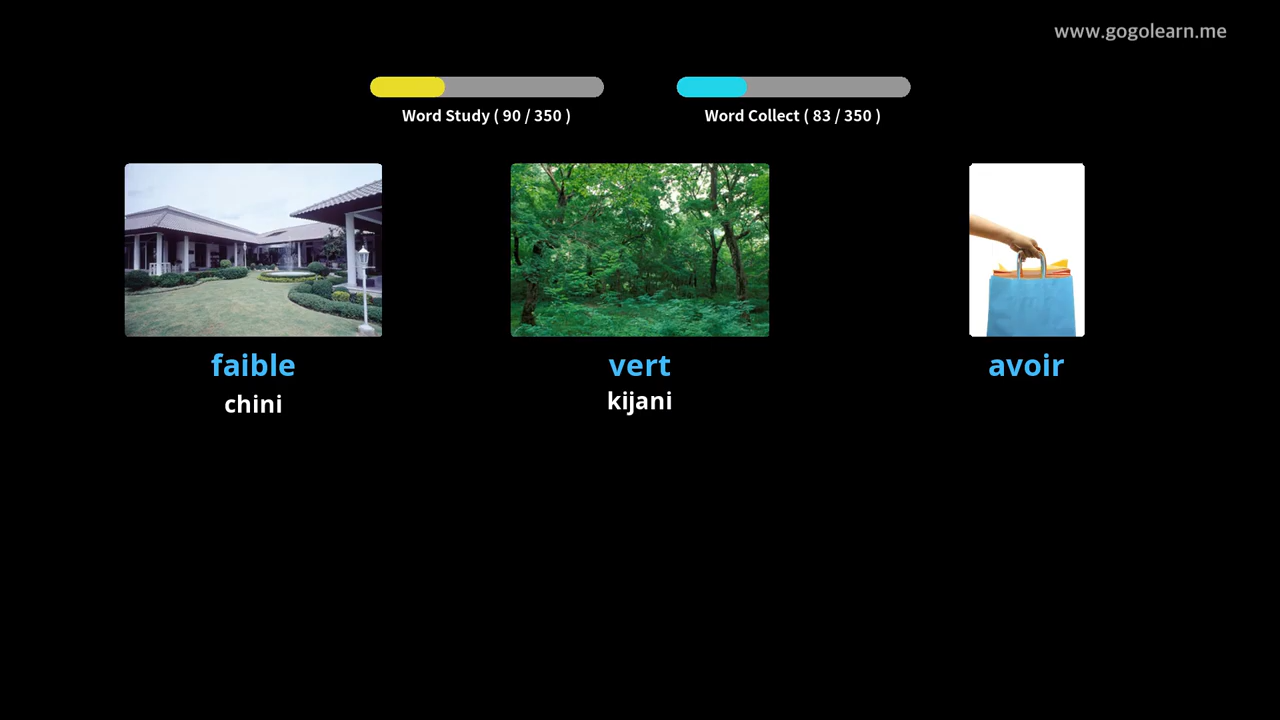 www.gogolearn.me
Word Study ( 90 / 350 )
Word Collect ( 83 / 350 )
faible
vert
avoir
chini
kijani